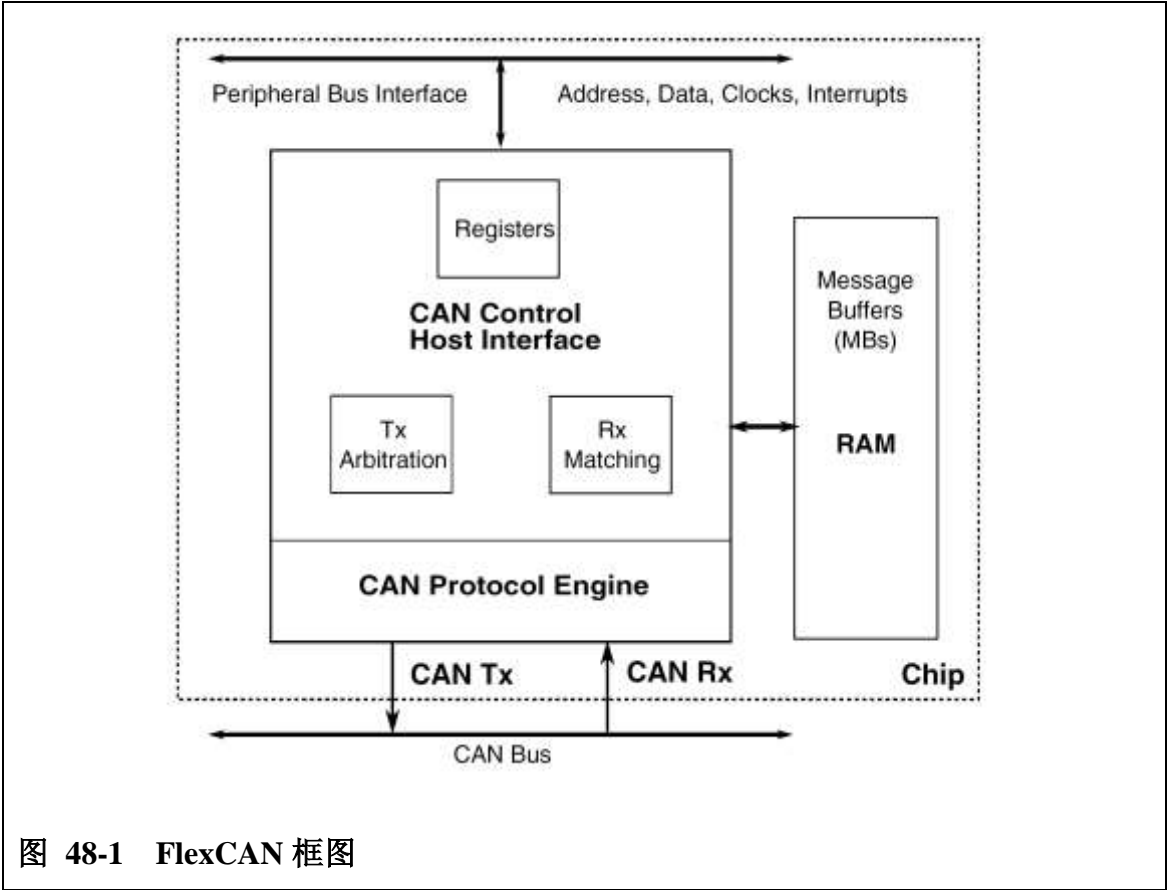 Peripheral Bus Interface
Address, Data, Clocks, Interrupts
Registers
CAN Control
Host Interface
Tx
Arbitration
Rx
Matching
Message
Buffers
(MBs)
RAM
CAN Protocol Engine
CAN Tx
CAN Rx
Chip
CAN Bus
图 48-1 FlexCAN 框图